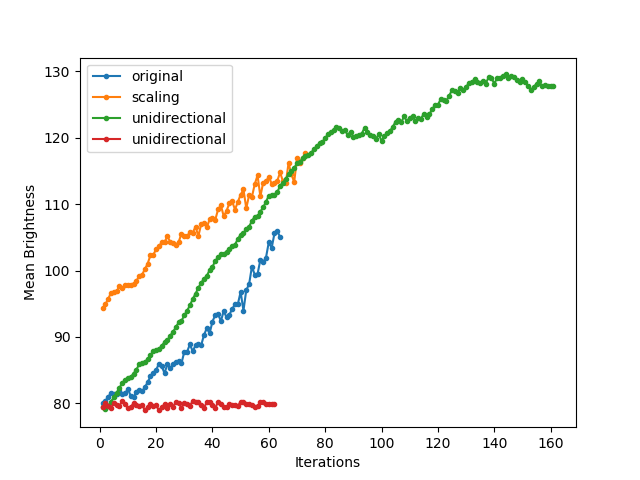 original
scaling
unidirectional
unidirectional
Mean Brightness
130
120
110
100
90
80
0 20 40 60 80 100 120 140 160
Iterations